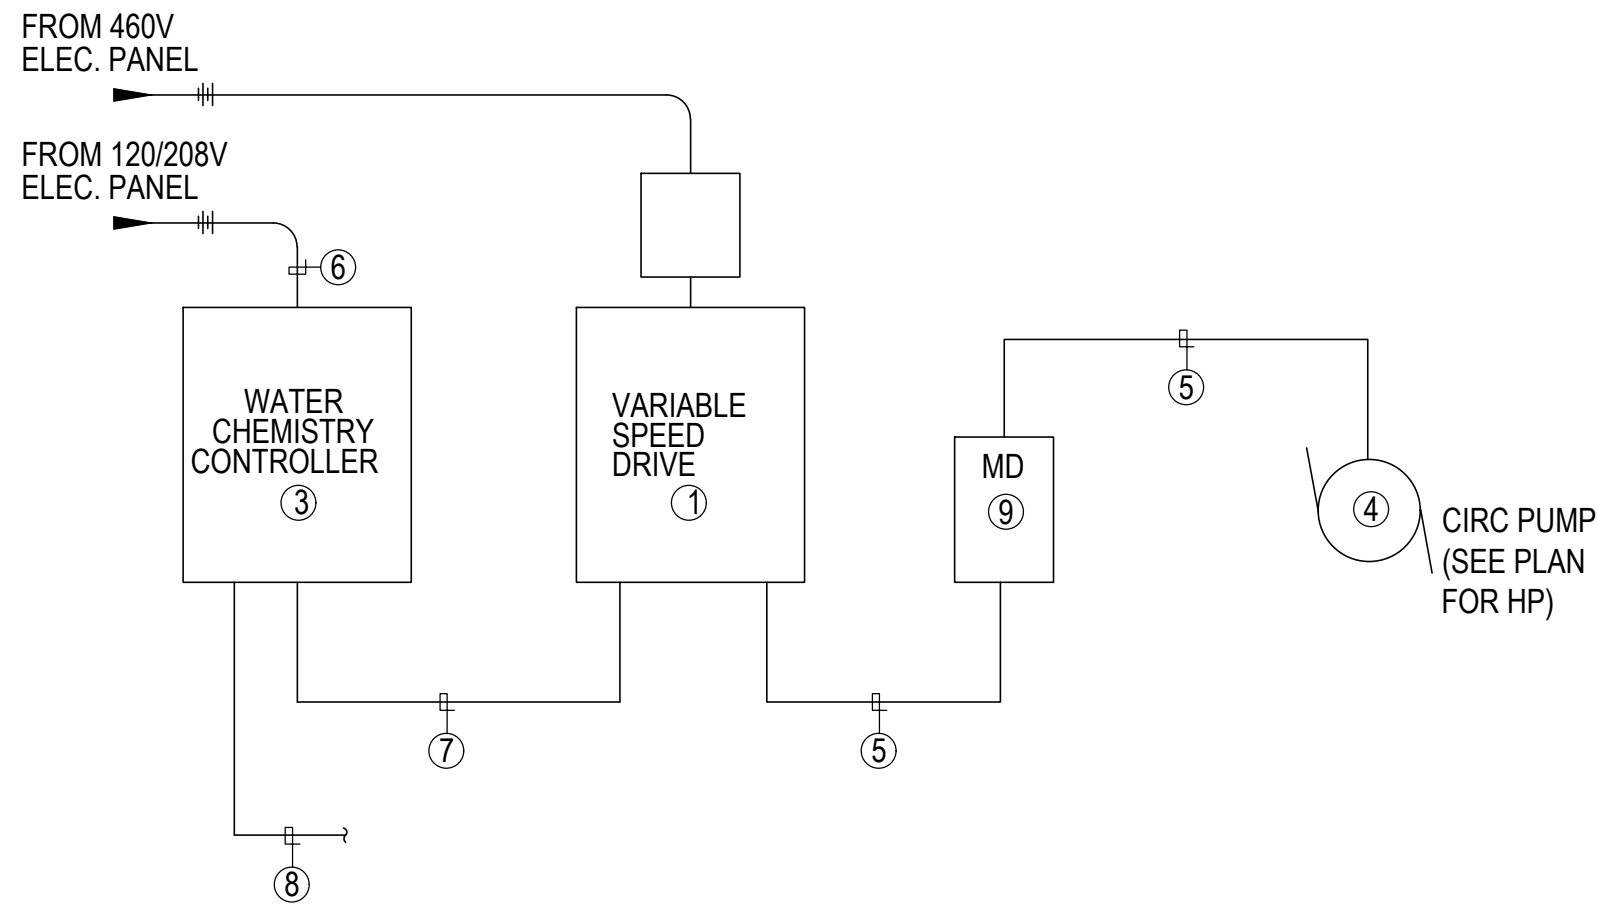 FROM 460V
ELEC. PANEL
FROM 120/208V
ELEC. PANEL
6
WATER
CHEMISTRY
CONTROLLER
3
VARIABLE
SPEED
DRIVE
1
5
MD
9
4
CIRC PUMP
(SEE PLAN
FOR HP)
7
5
8